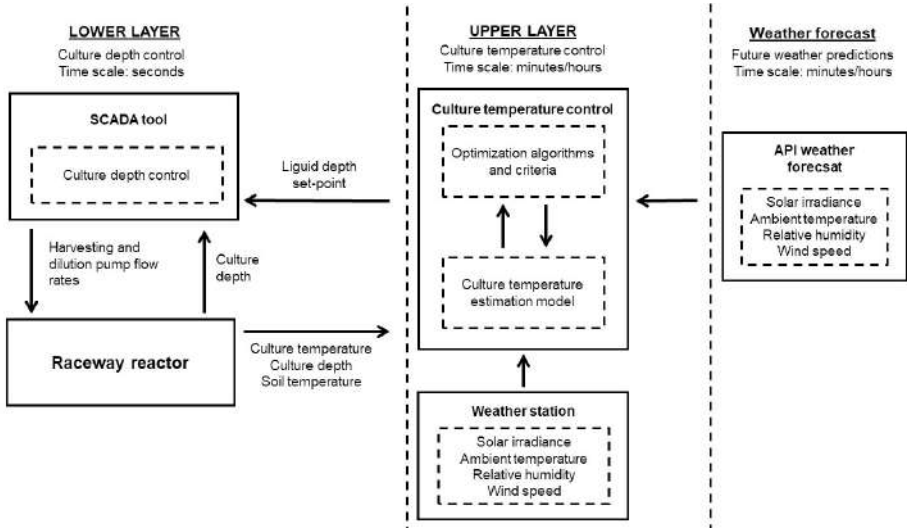 LOWER LAYER
Culture depth control
Time scale: seconds
SCADA tool
Culture depth control
Harvesting and
dilution pump flow
rates
Culture
depth
Raceway reactor
Liguid depth
set-point
Culture temperature
Culture depth
Soil temperature
UPPER LAYER
Culture temperature control
Time scale: minutes/hours
Culture temperature control
Optimization algorithms
and criteria
Culture temperature
estimation model
Weather station
Solar irradiance
Ambient temperature
Relative humidity
Wind speed
Weather forecast
Future weather predictions
Time scale: minutes/hours
API weather
forecsat
Solar irradiance
Ambient temperature
Relative humidity
Wind speed